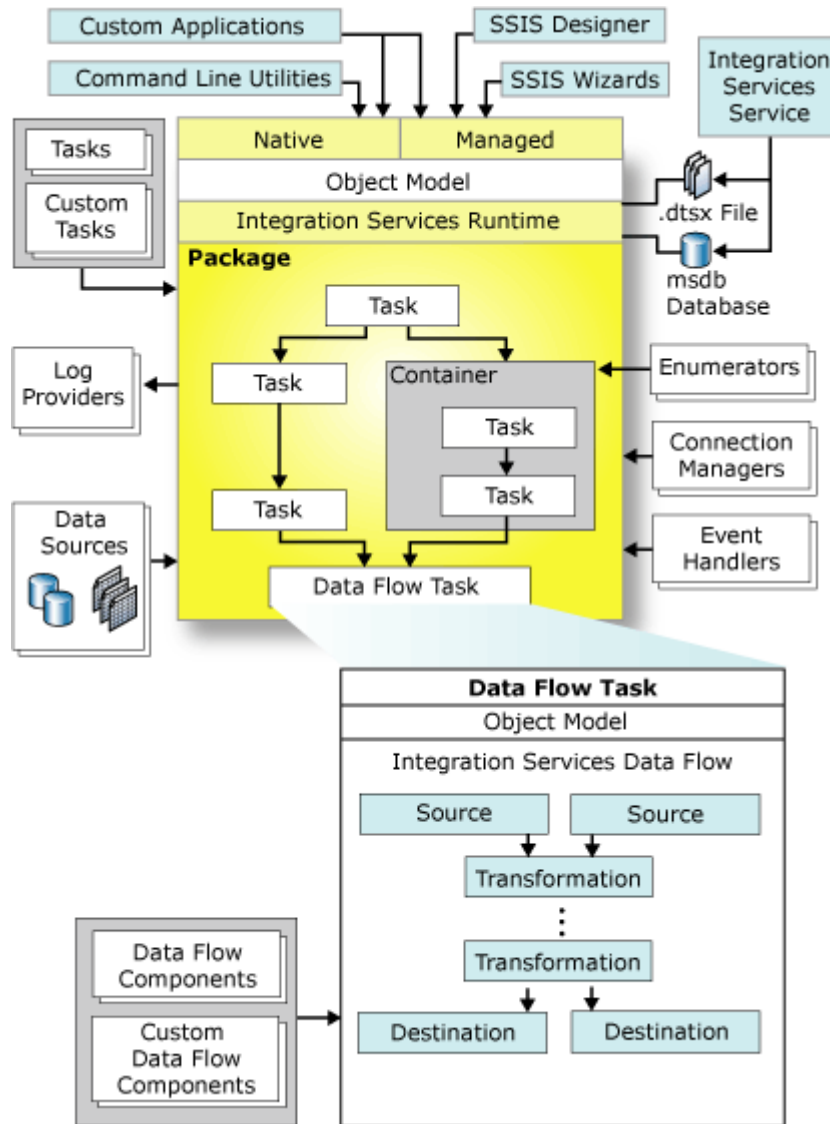 Custom Applications
SSIS Designer
Command Line Utilities
SSIS Wizards
Integration
Services
Service
Native
Managed
Tasks
Custom
Tasks
Object Model
Integration Services Runtime
.dtsx File
msdb
Database
Package
Task
Log
Providers
Task
Container
Task
Task
Task
Enumerators
Connection
Managers
Data
Sources
Event
Handlers
Data Flow Task
Data Flow Task
Object Model
Integration Services Data Flow
Source
Source
Transformation
Transformation
Destination
Destination
Data Flow
Components
Custom
Data Flow
Components